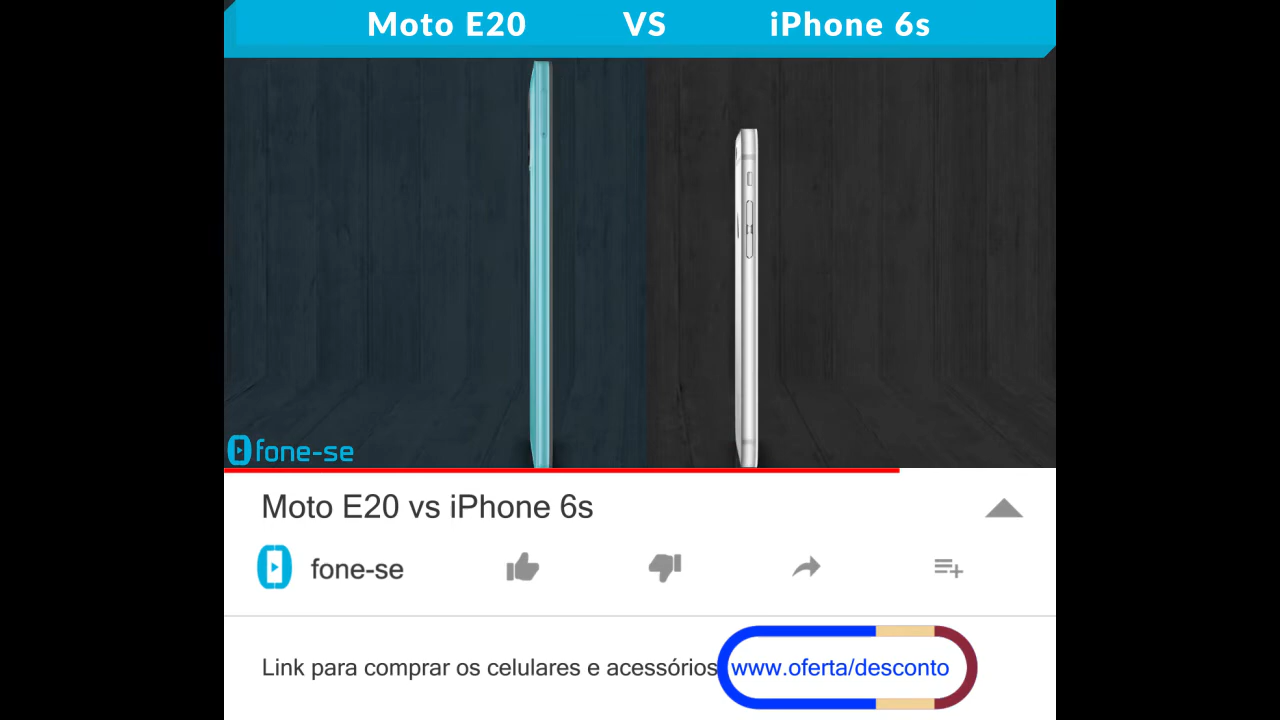 Moto E20 VS iPhone 6s
fone-se
Moto E20 vs iPhone 6s
fone-se
Link para comprar os celulares e acessórios www.oferta/desconto